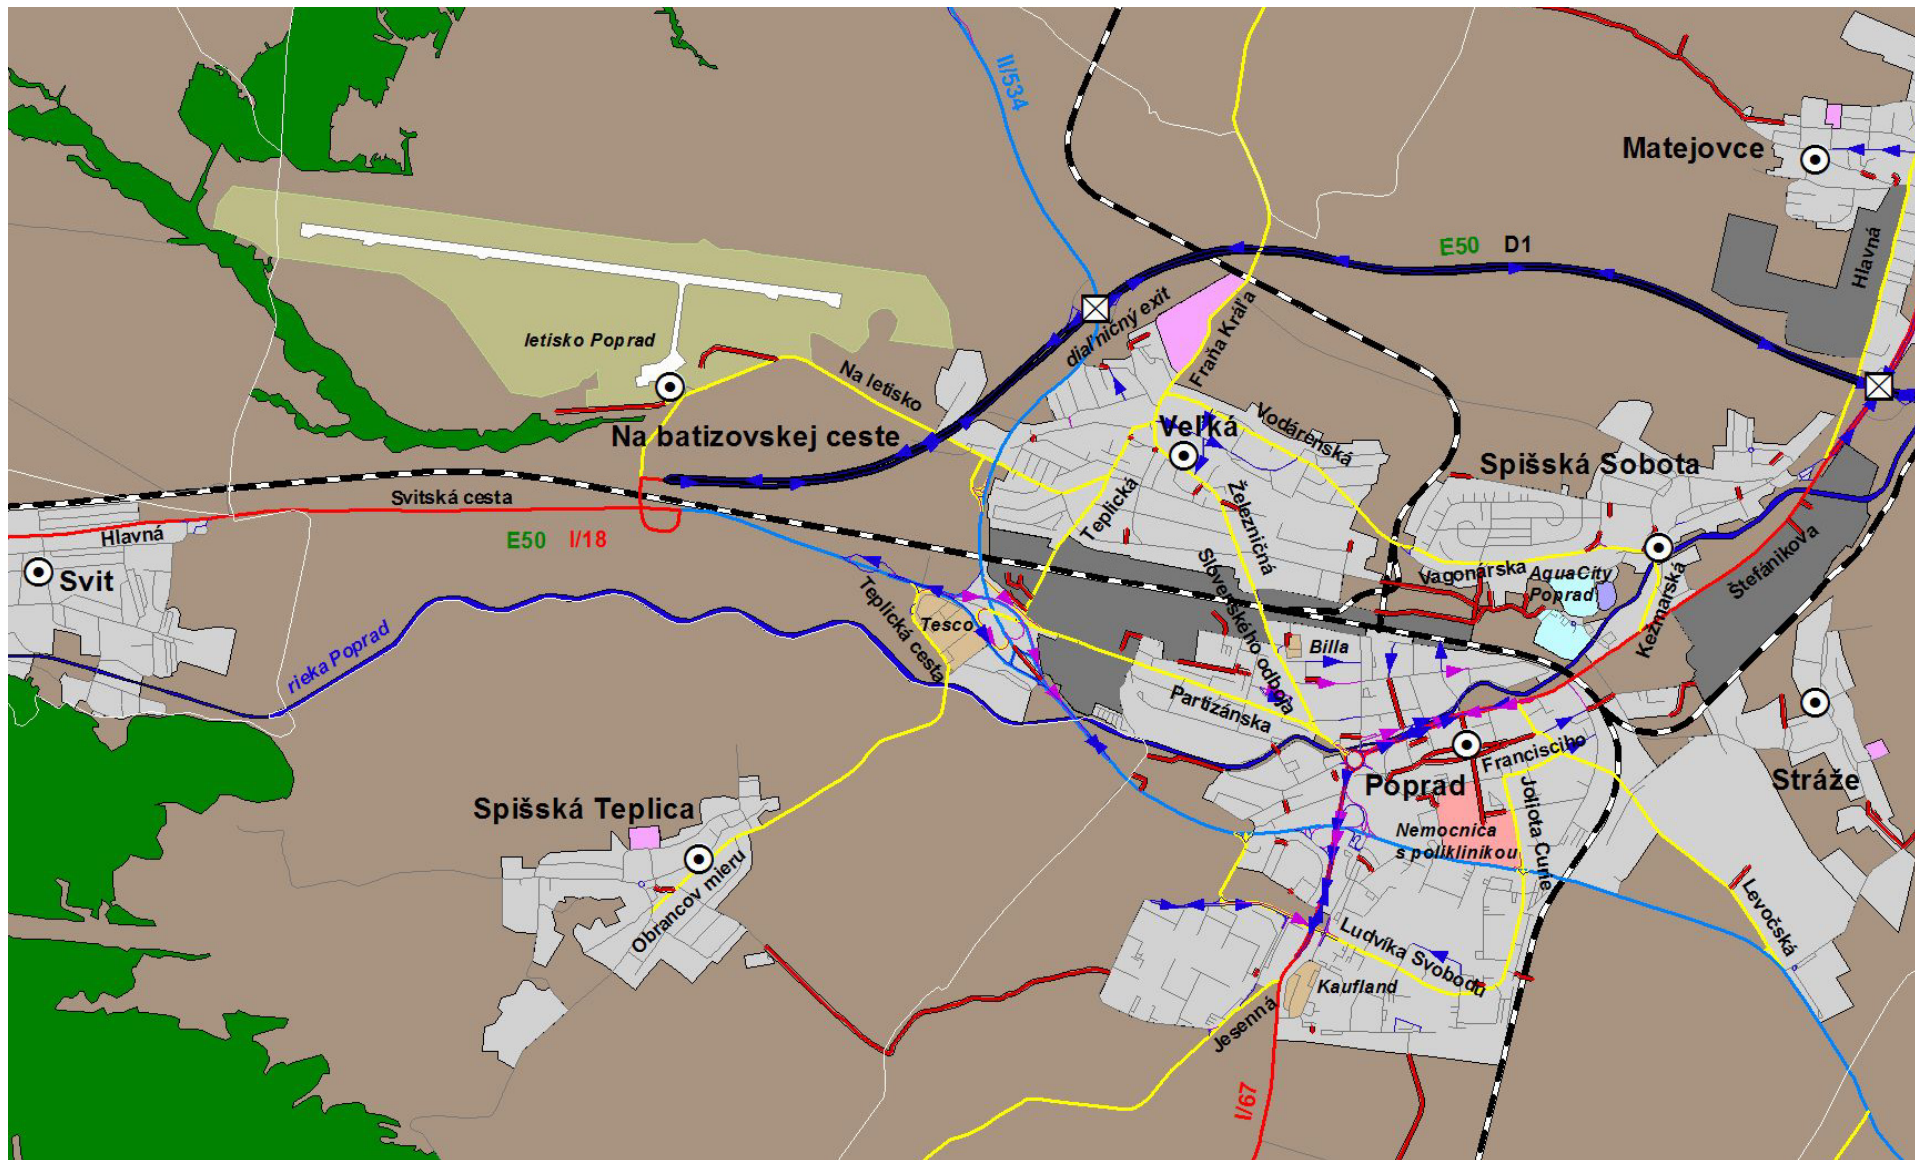 II/534
Matejovce
E50 D1
Hlavná
diaľničný exit
Fraňa Kráľa
letisko Poprad
Na letisko
Na batizovskej ceste
Veľká
Vodárenská
Spišská Sobota
Svitská cesta
Hlavná
E50 I/18
Svit
Teplická
Železničná
Slovenského odboja
Vagonárska
AquaCity
Poprad
Kežmarská
Štefánikova
Teplická cesta
Tesco
Billa
rieka Poprad
Partizánska
Francisciho
Poprad
Stráže
Spišská Teplica
Nemocnica
s poliklinikou
Joliota Curie
Obrancov mieru
Levočská
Ludvíka Svobodu
Kaufland
Jesenná
I/67